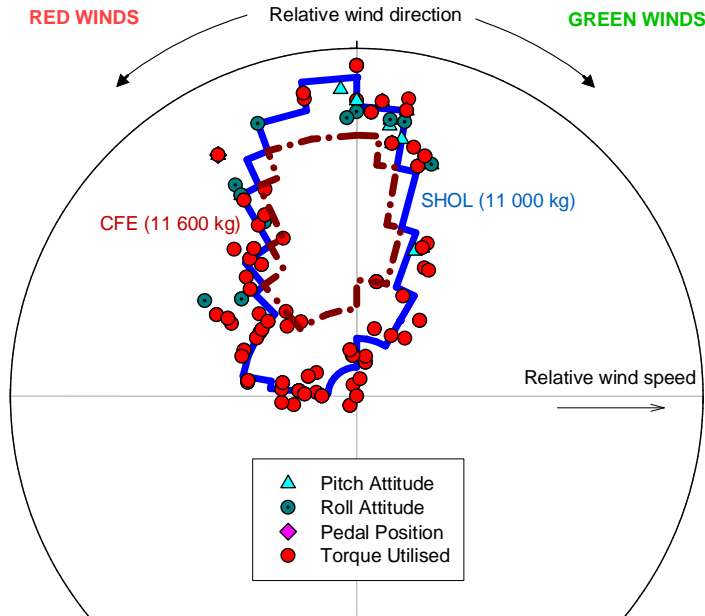 RED WINDS
Relative wind direction
GREEN WINDS
CFE (11 600 kg)
SHOL (11 000 kg)
Relative wind speed
Pitch Attitude
Roll Attitude
Pedal Position
Torque Utilised